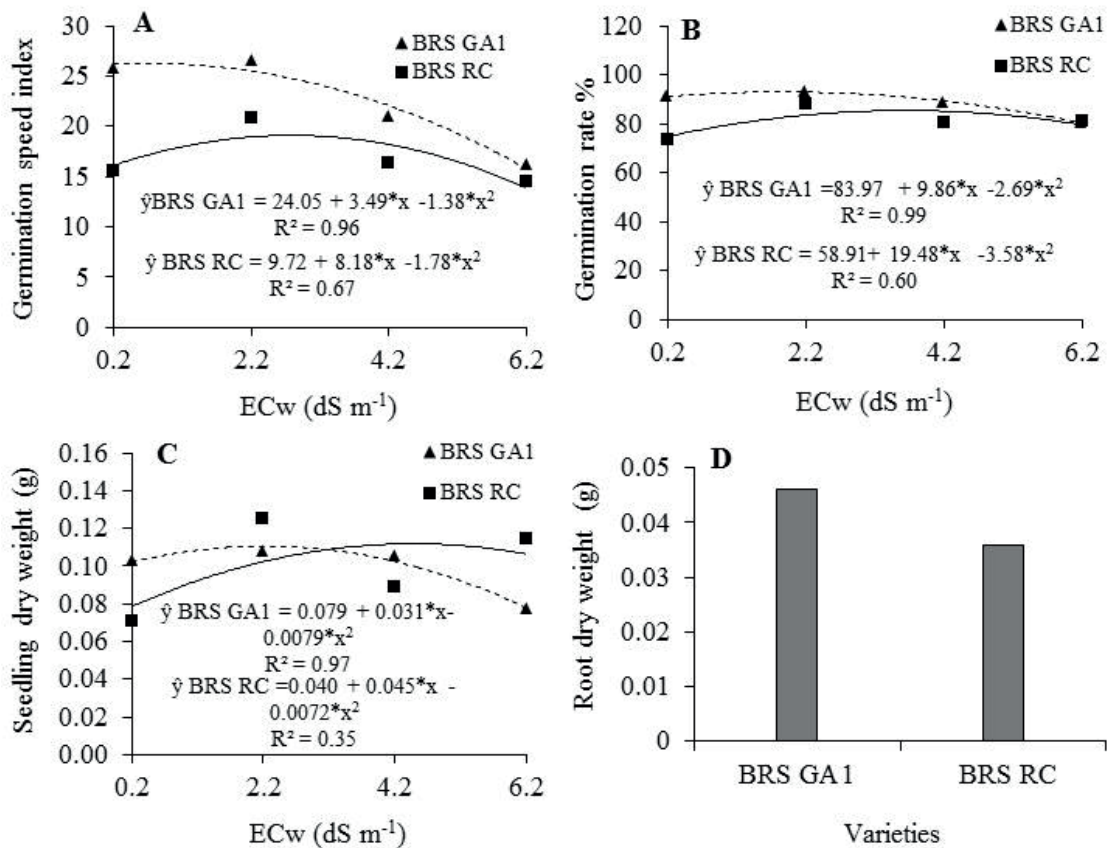 A
BRS GA1
BRS RC
Germination speed index
30
25
20
15
10
5
0
ŷBRS GA1 = 24.05 + 3.49*x -1.38*x²
R² = 0.96
ŷ BRS RC = 9.72 + 8.18*x -1.78*x²
R² = 0.67
0.2 2.2 4.2 6.2
ECw (dS m⁻¹)
B
BRS GA1
BRS RC
Germination rate %
120
100
80
60
40
20
0
ŷ BRS GA1 =83.97 + 9.86*x -2.69*x²
R² = 0.99
ŷ BRS RC = 58.91+ 19.48*x -3.58*x²
R² = 0.60
0.2 2.2 4.2 6.2
ECw (dS m⁻¹)
C
BRS GA1
BRS RC
Seedling dry weight (g)
0.16
0.14
0.12
0.10
0.08
0.06
0.04
0.02
0.00
ŷ BRS GA1 = 0.079 + 0.031*x-
0.0079*x²
R² = 0.97
ŷ BRS RC =0.040 + 0.045*x -
0.0072*x²
R² = 0.35
0.2 2.2 4.2 6.2
ECw (dS m⁻¹)
D
Root dry weight (g)
0.05
0.04
0.03
0.02
0.01
0
BRS GA1 BRS RC
Varieties